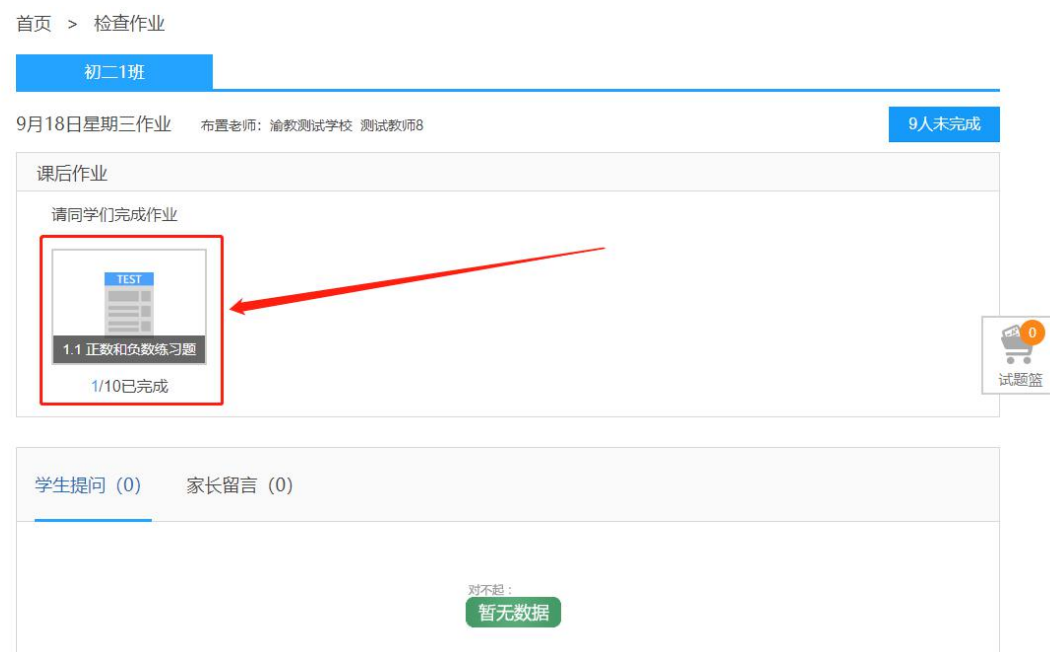 首页 > 检查作业
初二1班
9月18日星期三作业 布置老师：渝教测试学校 测试教师8 9人未完成
课后作业
请同学们完成作业
TEST
1.1 正数和负数练习题
1/10已完成
0
试题篮
学生提问（0） 家长留言（0）
对不起：
暂无数据